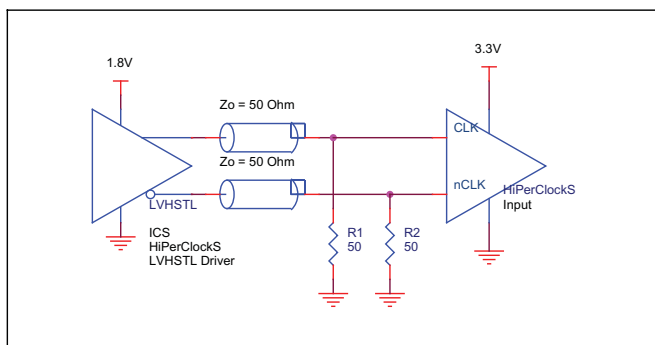 1.8V
3.3V
Zo = 50 Ohm
CLK
Zo = 50 Ohm
nCLK
HiPerClockS
Input
LVHSTL
ICS
HiPerClockS
LVHSTL Driver
R1
50
R2
50